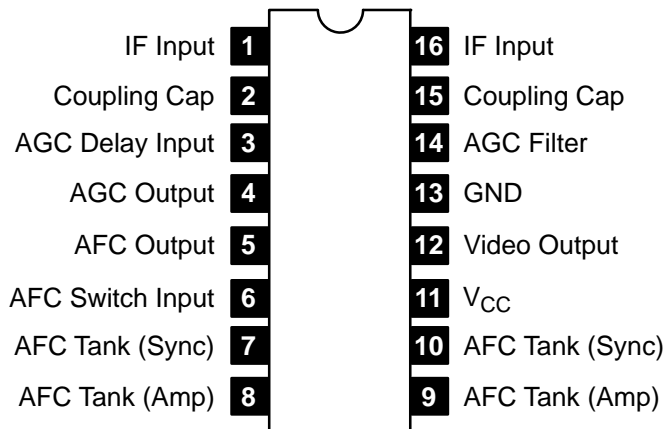 IF Input 1 16 IF Input
Coupling Cap 2 15 Coupling Cap
AGC Delay Input 3 14 AGC Filter
AGC Output 4 13 GND
AFC Output 5 12 Video Output
AFC Switch Input 6 11 VCC
AFC Tank (Sync) 7 10 AFC Tank (Sync)
AFC Tank (Amp) 8 9 AFC Tank (Amp)